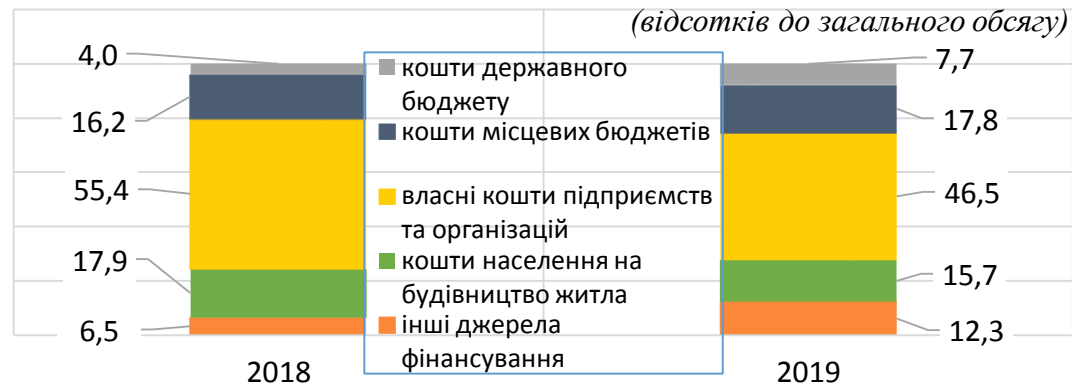 (відсотків до загального обсягу)
4,0
16,2
55,4
17,9
6,5
кошти державного
бюджету
кошти місцевих бюджетів
власні кошти підприємств
та організацій
кошти населення на
будівництво житла
інші джерела
фінансування
7,7
17,8
46,5
15,7
12,3
2018
2019